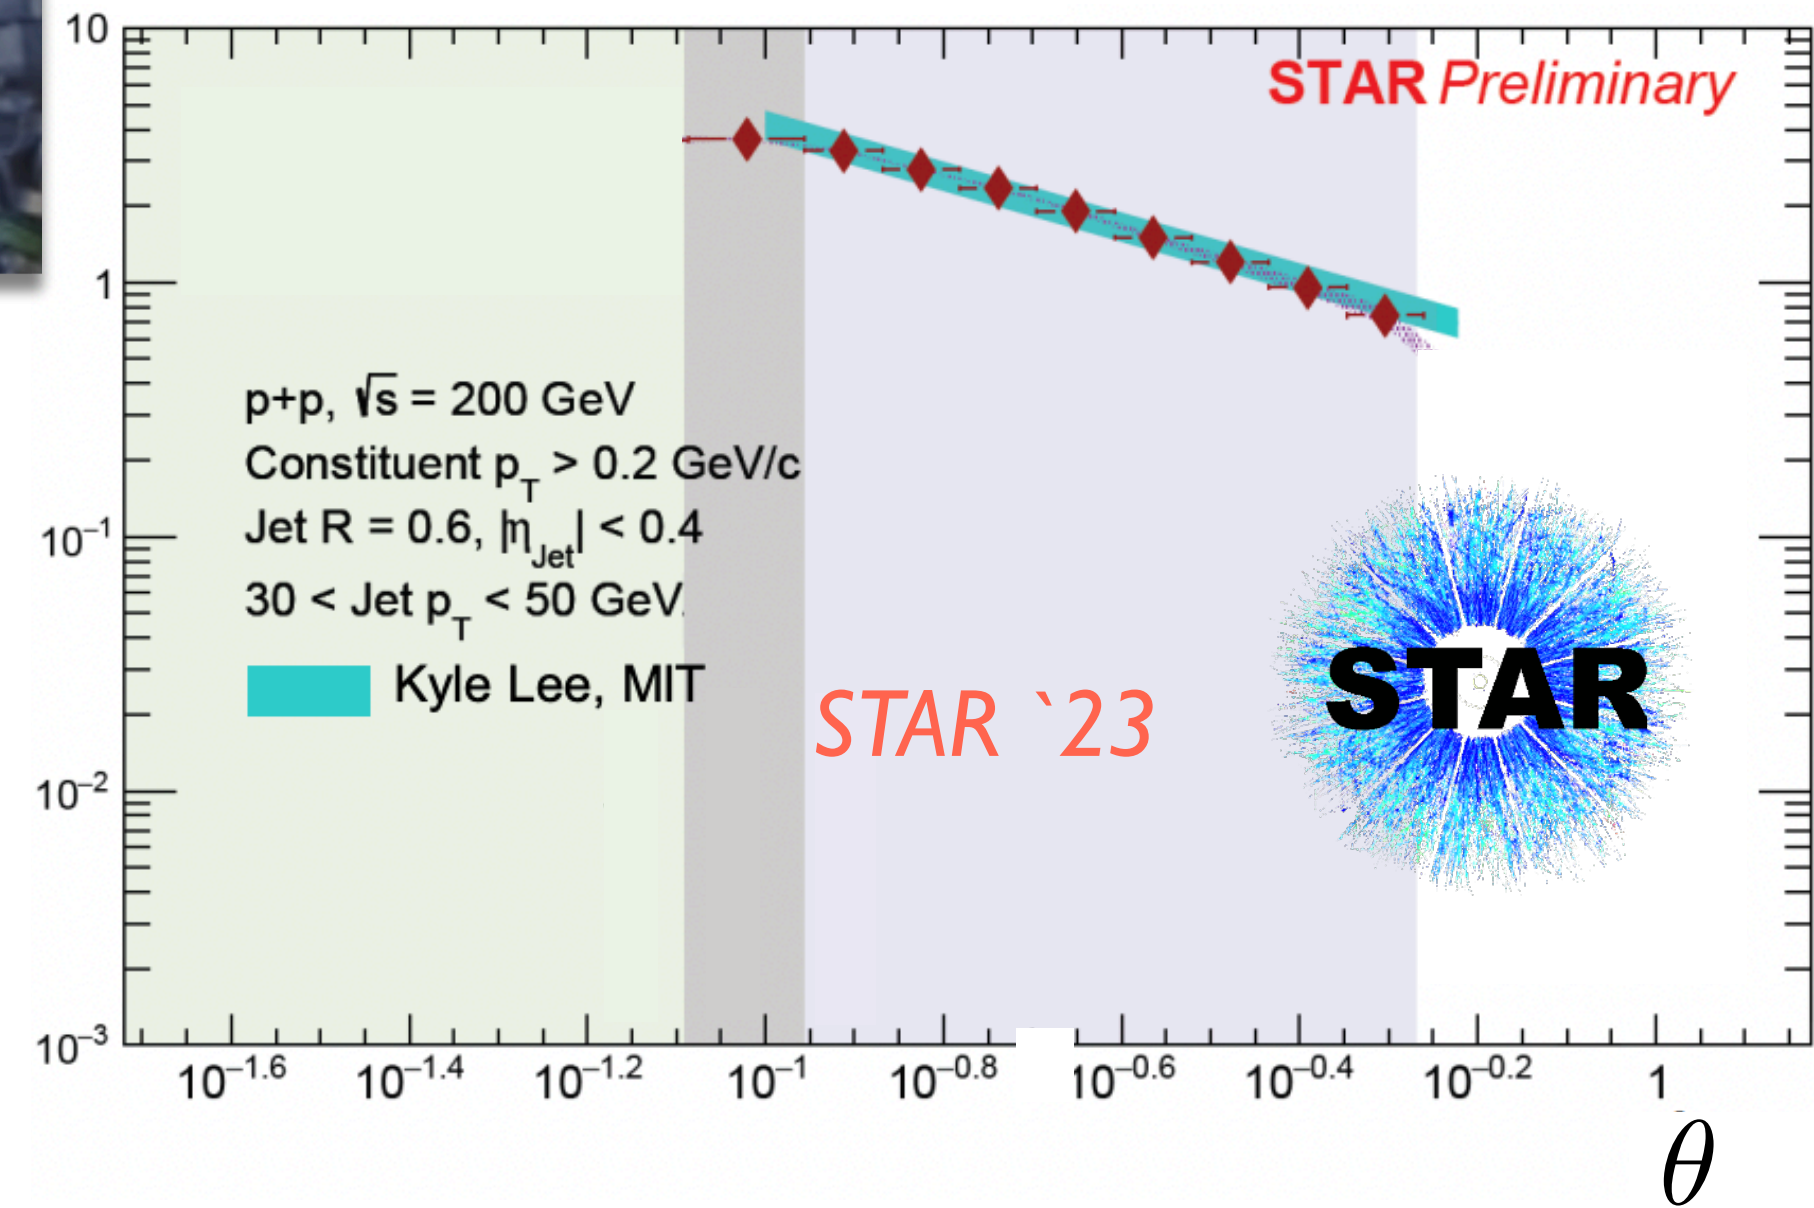 10
STAR Preliminary
1
p+p, √s = 200 GeV
Constituent p_T > 0.2 GeV/c
Jet R = 0.6, |η_Jet| < 0.4
10⁻¹
30 < Jet p_T < 50 GeV
Kyle Lee, MIT
STAR `23
STAR
10⁻²
10⁻³
10⁻¹·⁶ 10⁻¹·⁴ 10⁻¹·² 10⁻¹ 10⁻⁰·⁸ 10⁻⁰·⁶ 10⁻⁰·⁴ 10⁻⁰·² 1
θ